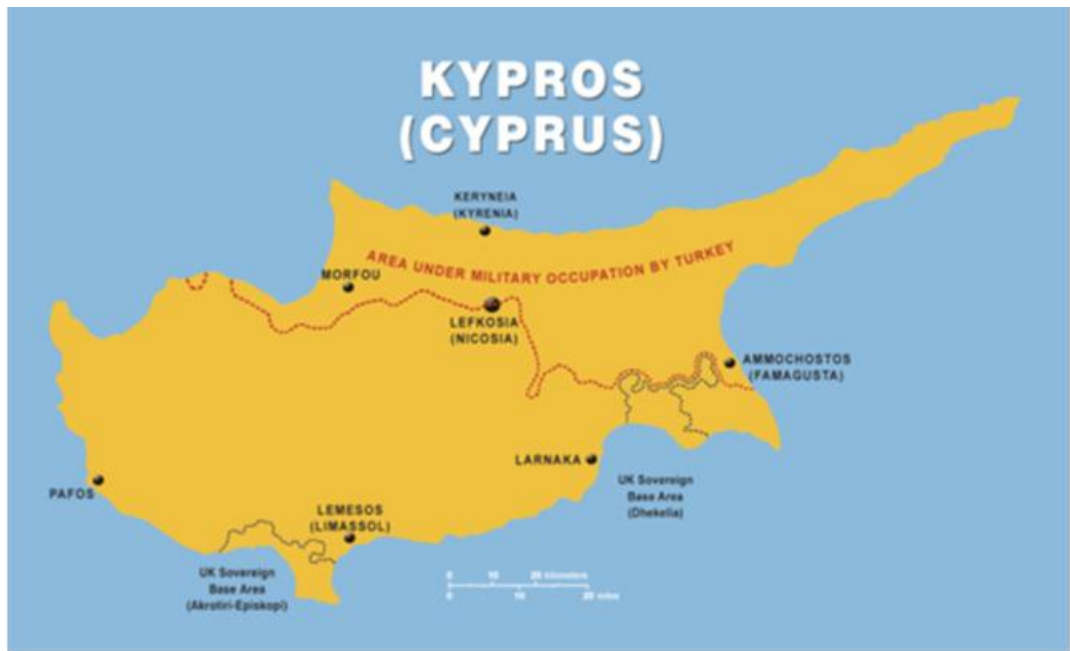 KYPROS
(CYPRUS)
KERYNEIA
(KYRENIA)
AREA UNDER MILITARY OCCUPATION BY TURKEY
MORFOU
LEFKOSIA
(NICOSIA)
AMMOCHOSTOS
(FAMAGUSTA)
LARNAKA
UK Sovereign
Base Area
(Dhekelia)
PAFOS
LEMESOS
(LIMASSOL)
UK Sovereign
Base Area
(Akrotiri-Episkopi)
0 10 20 kilometres
0 10 20 miles